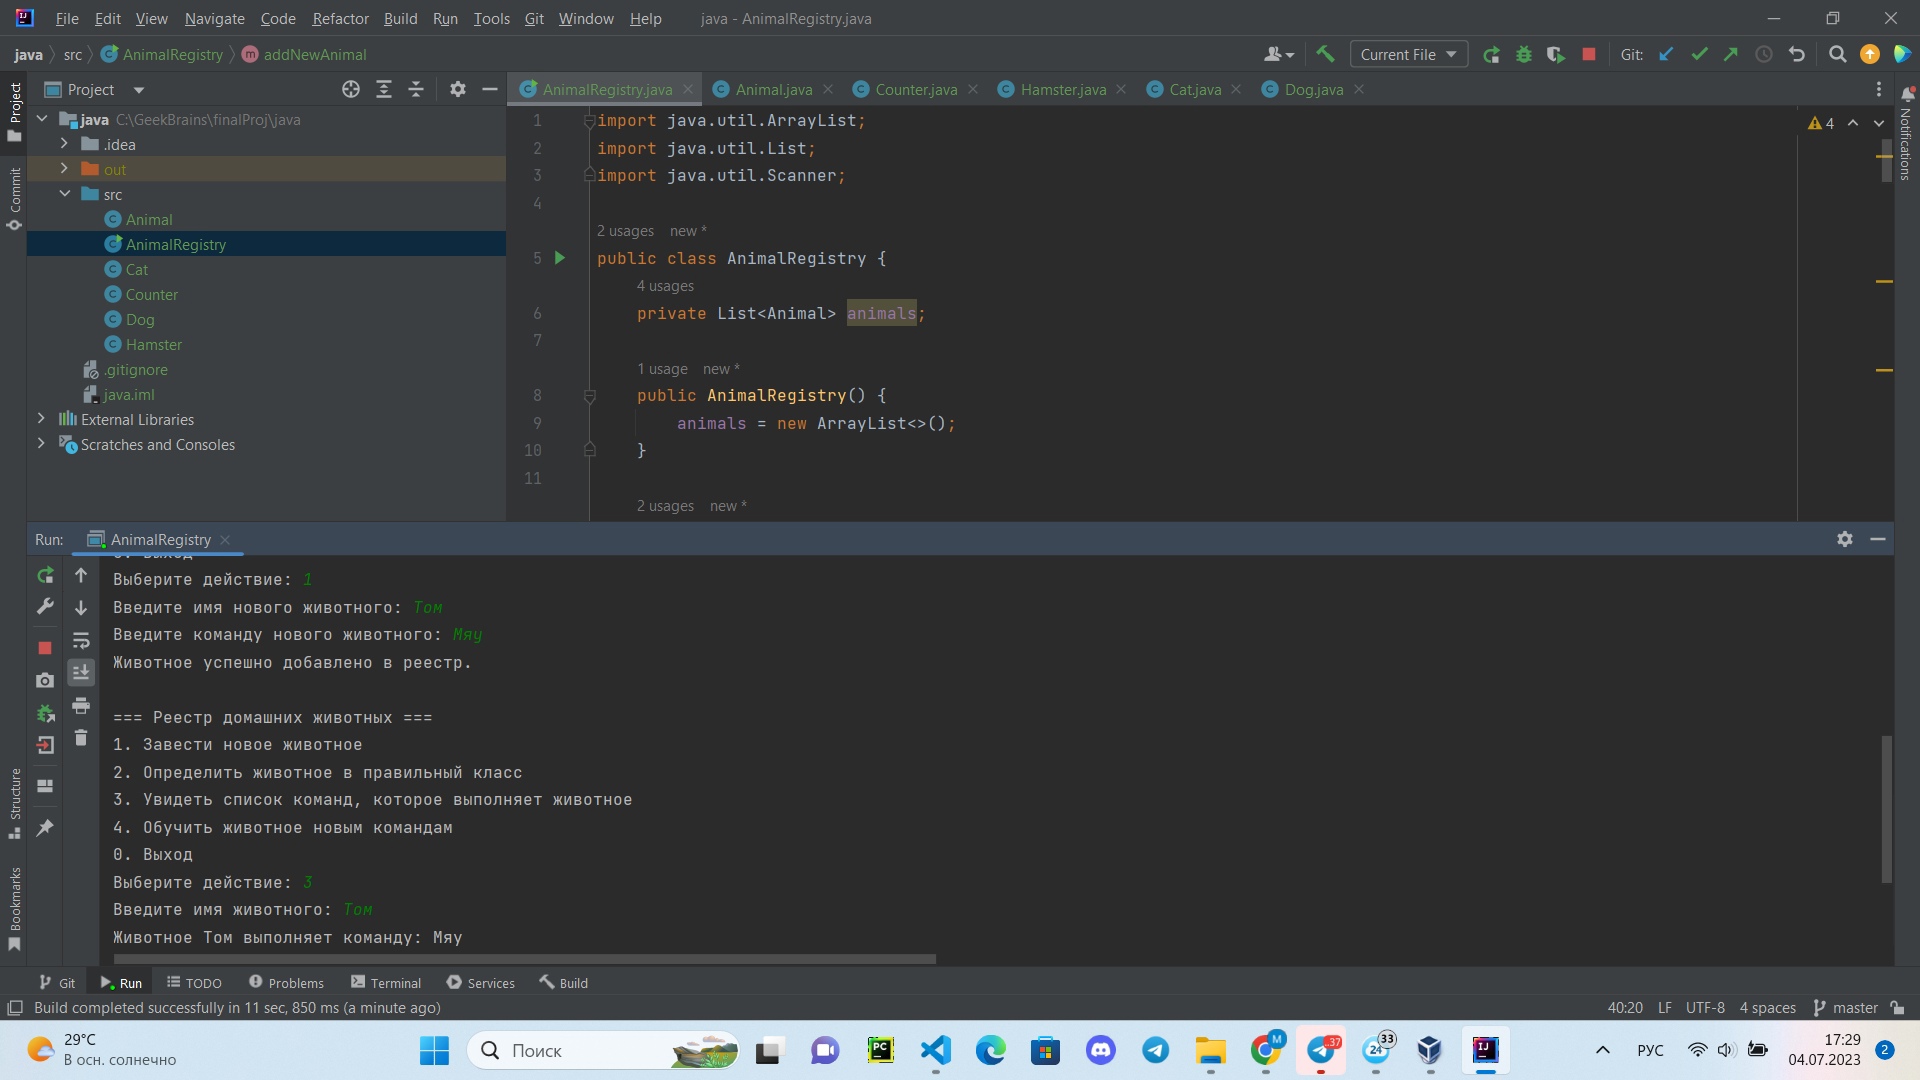 File Edit View Navigate Code Refactor Build Run Tools Git Window Help java - AnimalRegistry.java
java src AnimalRegistry m addNewAnimal Current File Git:
Project AnimalRegistry.java Animal.java Counter.java Hamster.java Cat.java Dog.java
Project
Commit
Structure
Bookmarks
Notifications
java C:\GeekBrains\finalProj\java
.idea
out
src
C Animal
C AnimalRegistry
C Cat
C Counter
C Dog
C Hamster
.gitignore
java.iml
External Libraries
Scratches and Consoles
4
1 import java.util.ArrayList;
2 import java.util.List;
3 import java.util.Scanner;
4
2 usages new *
5 public class AnimalRegistry {
4 usages
6 private List<Animal> animals;
7
1 usage new *
8 public AnimalRegistry() {
9 animals = new ArrayList<>();
10 }
11
2 usages new *
Run: AnimalRegistry
0. Выход
Выберите действие: 1
Введите имя нового животного: Том
Введите команду нового животного: Мяу
Животное успешно добавлено в реестр.
=== Реестр домашних животных ===
1. Завести новое животное
2. Определить животное в правильный класс
3. Увидеть список команд, которое выполняет животное
4. Обучить животное новым командам
0. Выход
Выберите действие: 3
Введите имя животного: Том
Животное Том выполняет команду: Мяу
Git Run TODO Problems Terminal Services Build
Build completed successfully in 11 sec, 850 ms (a minute ago) 40:20 LF UTF-8 4 spaces master
29°C
В осн. солнечно
Поиск
PC
M
37
24
33
IJ
РУС
17:29
04.07.2023
2